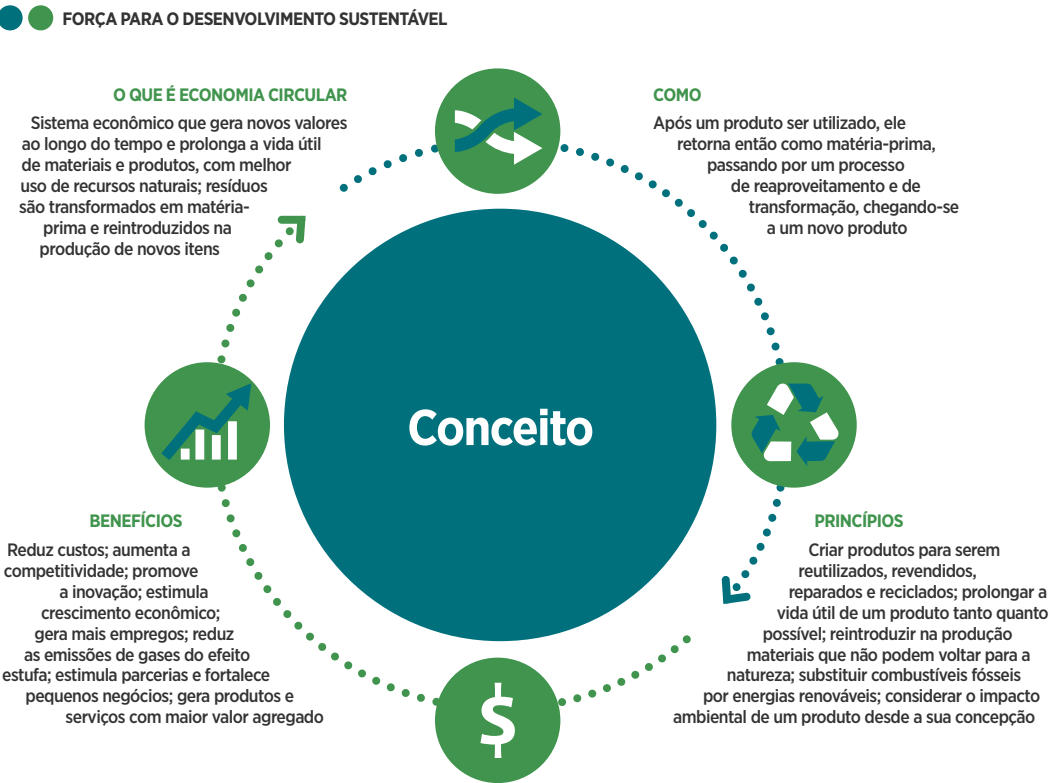 FORÇA PARA O DESENVOLVIMENTO SUSTENTÁVEL
O QUE É ECONOMIA CIRCULAR
Sistema econômico que gera novos valores
ao longo do tempo e prolonga a vida útil
de materiais e produtos, com melhor
uso de recursos naturais; resíduos
são transformados em matéria-
prima e reintroduzidos na
produção de novos itens
COMO
Após um produto ser utilizado, ele
retorna então como matéria-prima,
passando por um processo
de reaproveitamento e de
transformação, chegando-se
a um novo produto
Conceito
BENEFÍCIOS
Reduz custos; aumenta a
competitividade; promove
a inovação; estimula
crescimento econômico;
gera mais empregos; reduz
as emissões de gases do efeito
estufa; estimula parcerias e fortalece
pequenos negócios; gera produtos e
serviços com maior valor agregado
PRINCÍPIOS
Criar produtos para serem
reutilizados, revendidos,
reparados e reciclados; prolongar a
vida útil de um produto tanto quanto
possível; reintroduzir na produção
materiais que não podem voltar para a
natureza; substituir combustíveis fósseis
por energias renováveis; considerar o impacto
ambiental de um produto desde a sua concepção
$